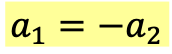 a₁ = −a₂